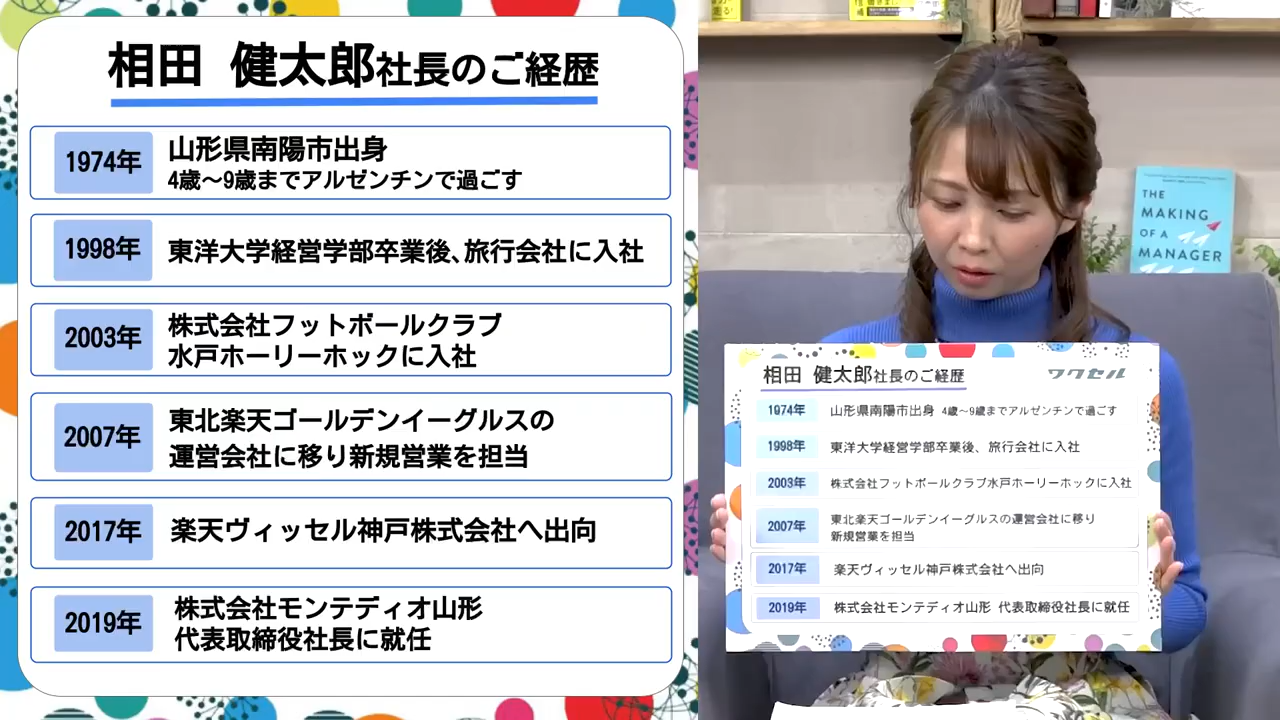 相田 健太郎社長のご経歴
1974年
山形県南陽市出身
4歳～9歳までアルゼンチンで過ごす
1998年
東洋大学経営学部卒業後、旅行会社に入社
2003年
株式会社フットボールクラブ
水戸ホーリーホックに入社
2007年
東北楽天ゴールデンイーグルスの
運営会社に移り新規営業を担当
2017年
楽天ヴィッセル神戸株式会社へ出向
2019年
株式会社モンテディオ山形
代表取締役社長に就任
THE
MAKING
OF A
MANAGER
相田 健太郎社長のご経歴
ワクセル
1974年 山形県南陽市出身 4歳～9歳までアルゼンチンで過ごす
1998年 東洋大学経営学部卒業後、旅行会社に入社
2003年 株式会社フットボールクラブ水戸ホーリーホックに入社
2007年 東北楽天ゴールデンイーグルスの運営会社に移り
新規営業を担当
2017年 楽天ヴィッセル神戸株式会社へ出向
2019年 株式会社モンテディオ山形 代表取締役社長に就任